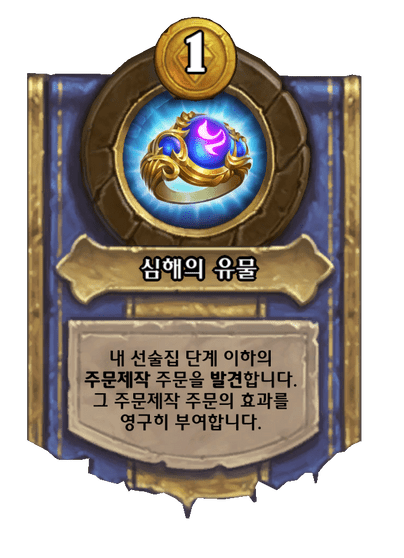 1
심해의 유물
내 선술집 단계 이하의
주문제작 주문을 발견합니다.
그 주문제작 주문의 효과를
영구히 부여합니다.